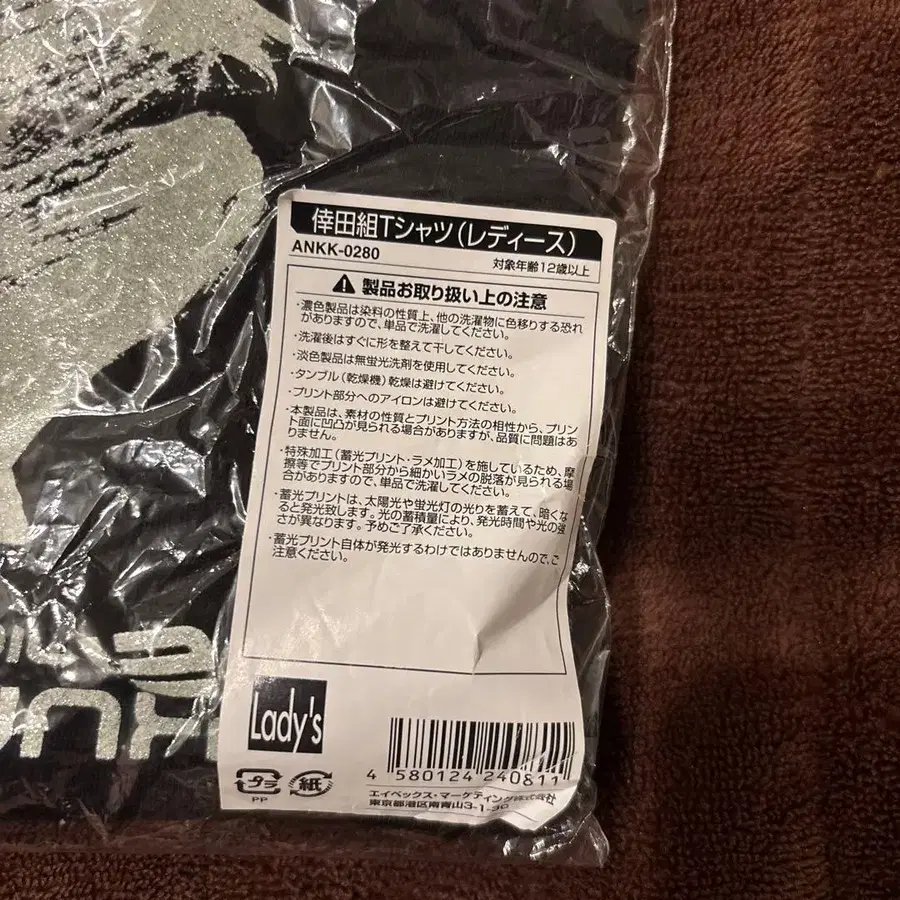 倖田組Tシャツ(レディース)
ANKK-0280
対象年齢12歳以上
製品お取り扱い上の注意
・濃色製品は染料の性質上、他の洗濯物に色移りする恐れ
がありますので、単品で洗濯してください。
・洗濯後はすぐに形を整えて干してください。
・淡色製品は無蛍光洗剤を使用してください。
・タンブル(乾燥機)乾燥は避けてください。
・プリント部分へのアイロンは避けてください。
・本製品は、素材の性質とプリント方法の相性から、プリン
ト面に凹凸が見られる場合がありますが、品質に問題はあ
りません。
・特殊加工(蓄光プリント・ラメ加工)を施しているため、摩
擦等でプリント部分から細かいラメの脱落が見られる場
合がありますので、単品で洗濯してください。
・蓄光プリントは、太陽光や蛍光灯の光りを蓄えて、暗くな
ると発光致します。光の蓄積量により、発光時間や光の強
さが異なります。予めご了承ください。
・蓄光プリント自体が発光するわけではありませんので、ご
注意ください。
Lady's
4 580124 240811
プラ
紙
PP
エイベックス・マーケティング株式会社
東京都港区南青山3-1-30